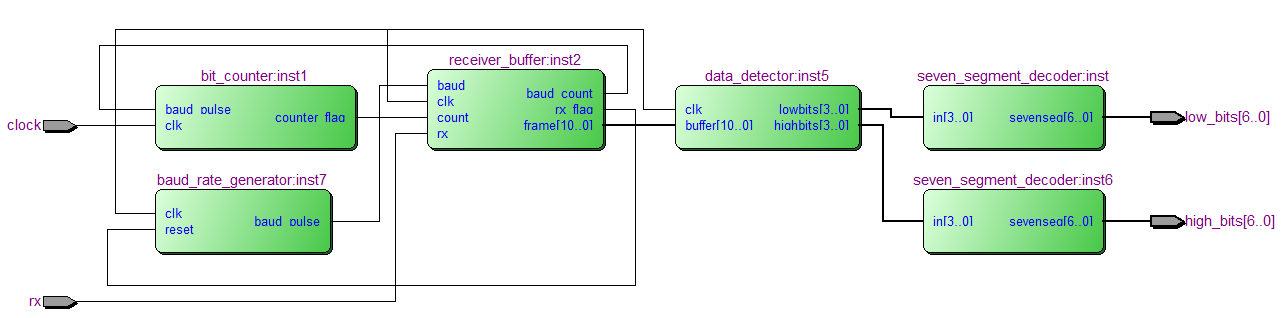 receiver_buffer:inst2
bit_counter:inst1
data_detector:inst5
seven_segment_decoder:inst
baud
clk
count
rx
baud_count
rx_flag
frame[10..0]
baud_pulse
clk
counter_flag
clk
buffer[10..0]
lowbits[3..0]
highbits[3..0]
in[3..0]
sevenseg[6..0]
clock
low_bits[6..0]
baud_rate_generator:inst7
seven_segment_decoder:inst6
clk
reset
baud_pulse
in[3..0]
sevenseg[6..0]
high_bits[6..0]
rx